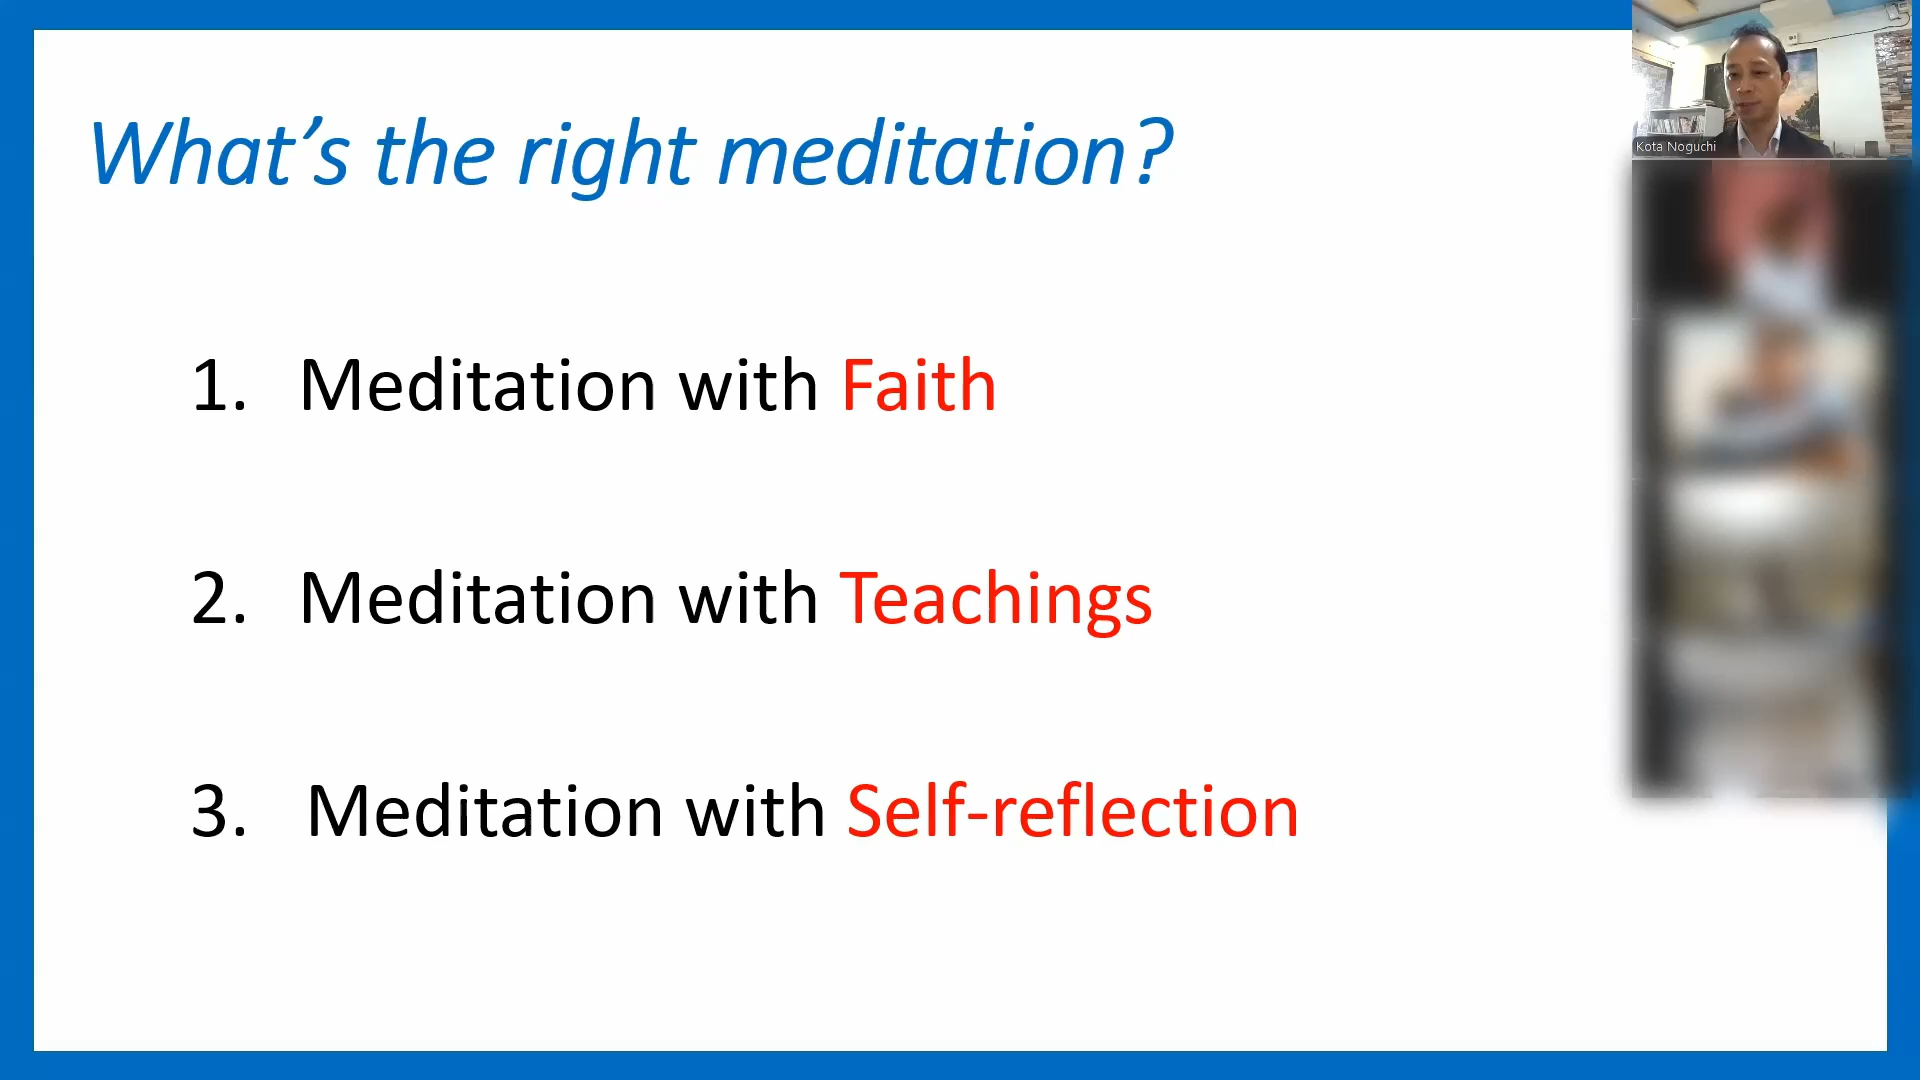 What’s the right meditation?
1. Meditation with Faith
2. Meditation with Teachings
3. Meditation with Self-reflection
Kota Noguchi